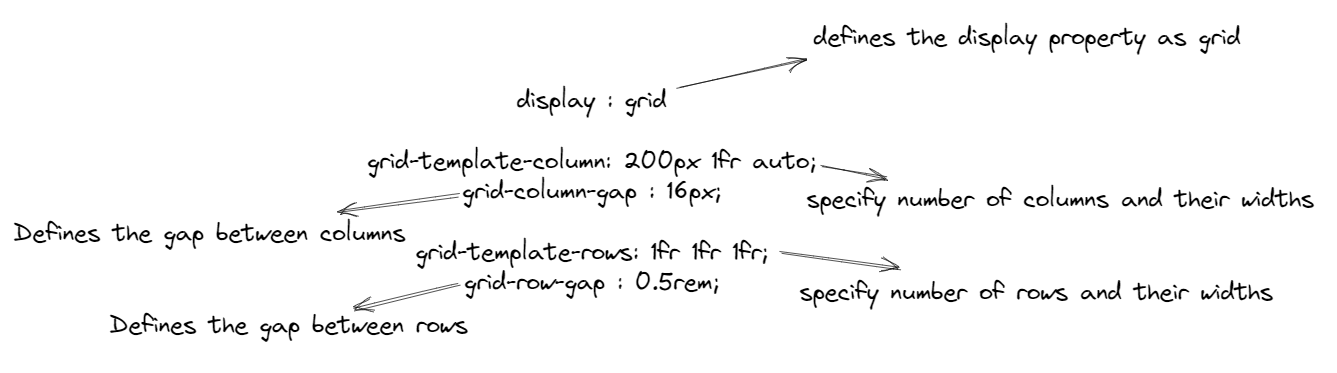 defines the display property as grid
display : grid
grid-template-column: 200px 1fr auto;
grid-column-gap : 16px;
specify number of columns and their widths
Defines the gap between columns
grid-template-rows: 1fr 1fr 1fr;
grid-row-gap : 0.5rem;
specify number of rows and their widths
Defines the gap between rows